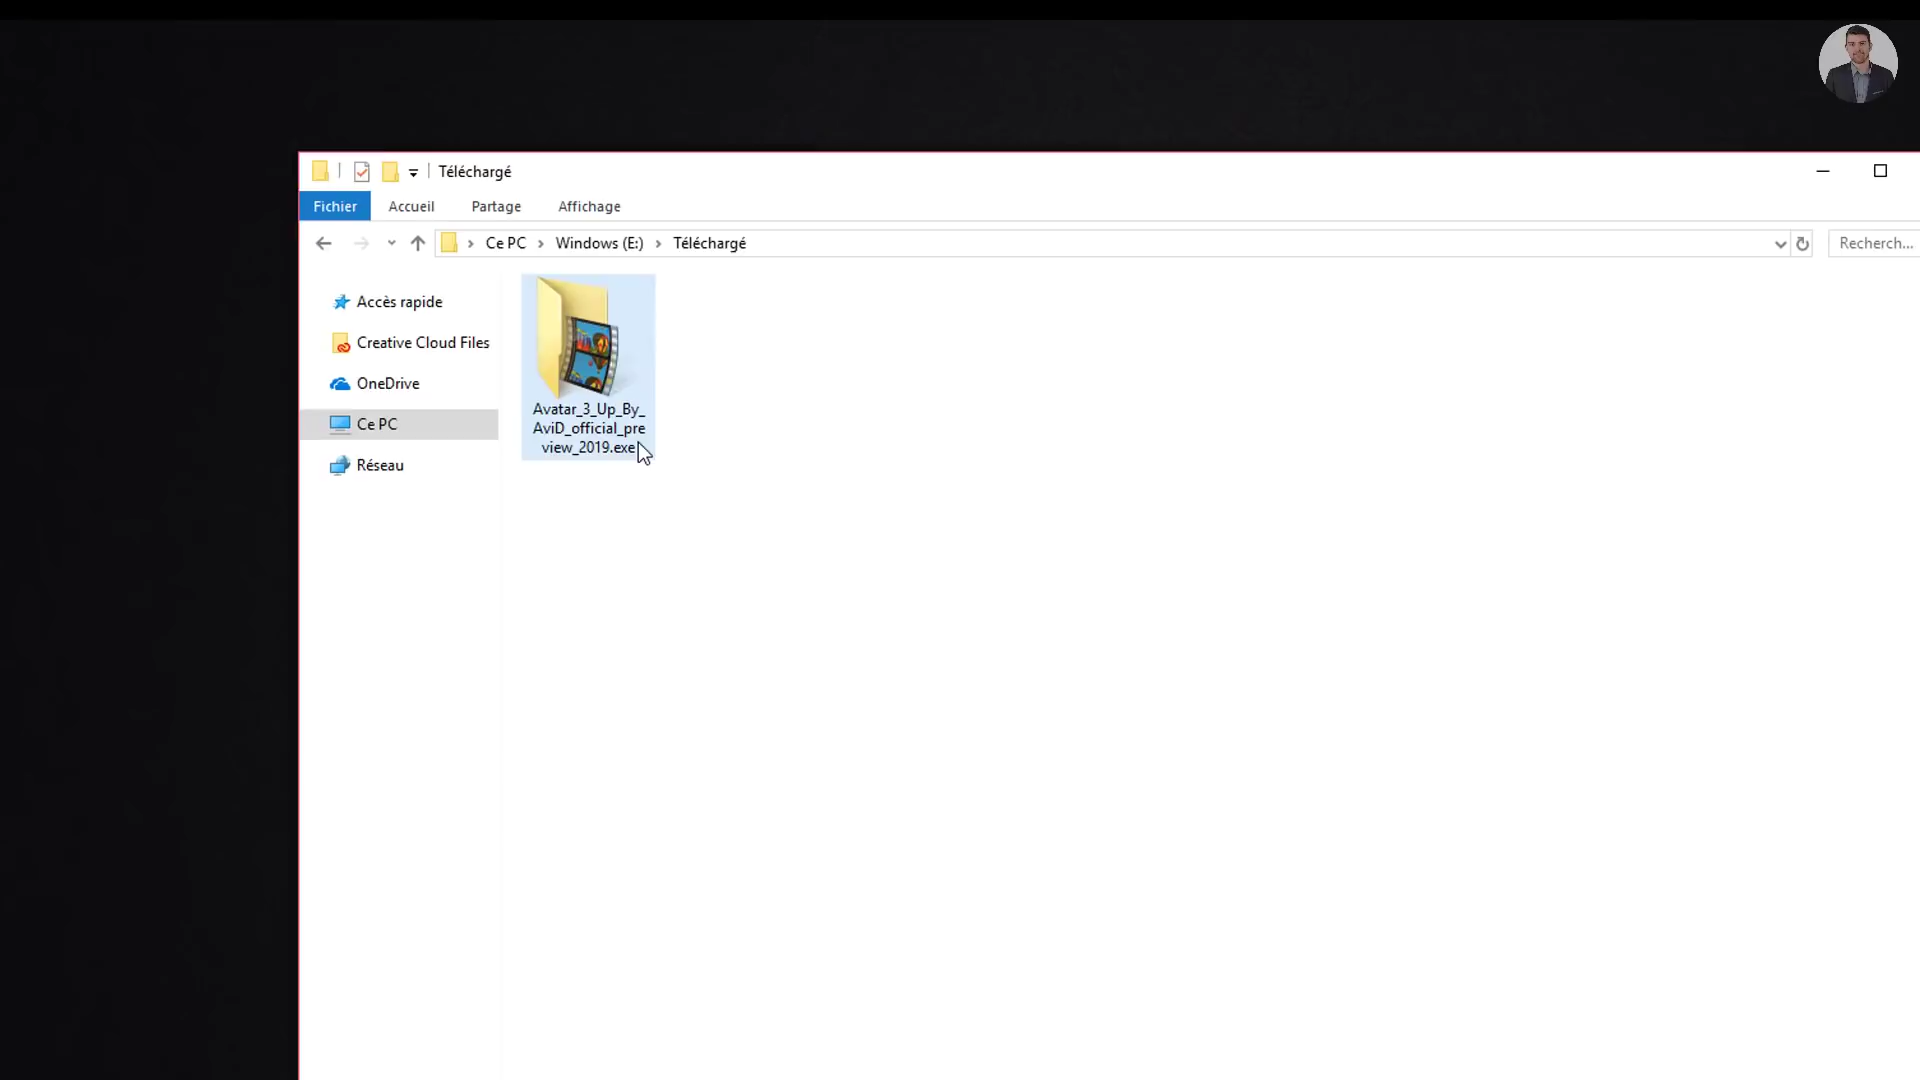 Téléchargé
Fichier Accueil Partage Affichage
Ce PC Windows (E:) Téléchargé Recherch...
Accès rapide
Creative Cloud Files
OneDrive
Ce PC
Réseau
Avatar_3_Up_By_
AviD_official_pre
view_2019.exe